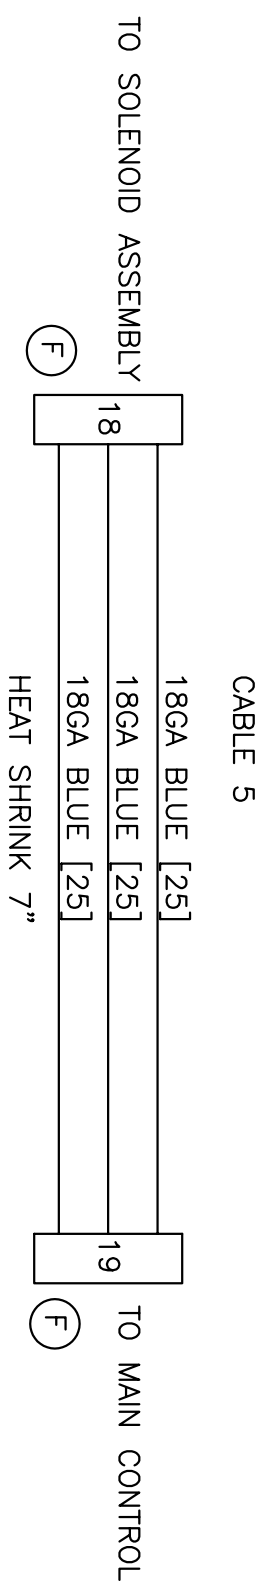 CABLE 5
18GA BLUE [25]
TO SOLENOID ASSEMBLY
18
18GA BLUE [25]
19
TO MAIN CONTROL
18GA BLUE [25]
F
F
HEAT SHRINK 7"